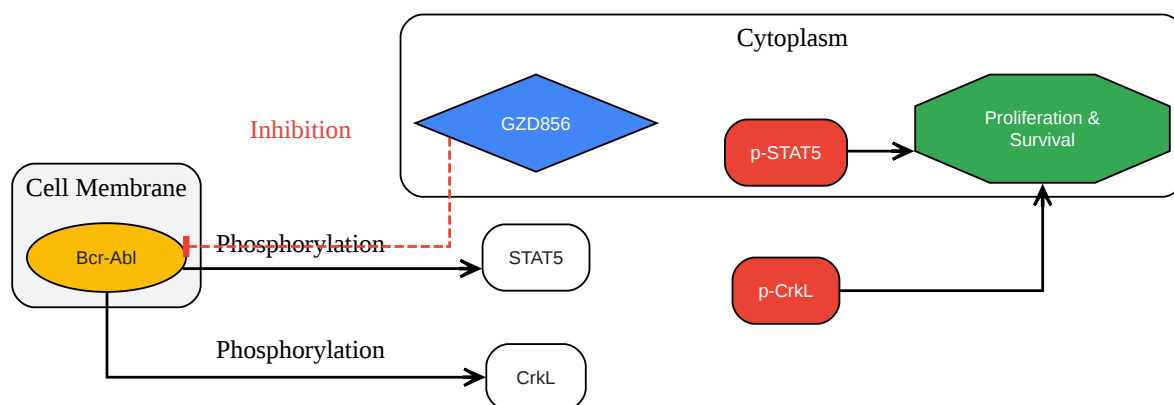 Cytoplasm
GZD856
Proliferation &
Survival
Inhibition
p-STAT5
Cell Membrane
Phosphorylation
Bcr-Abl
STAT5
p-CrkL
Phosphorylation
CrkL